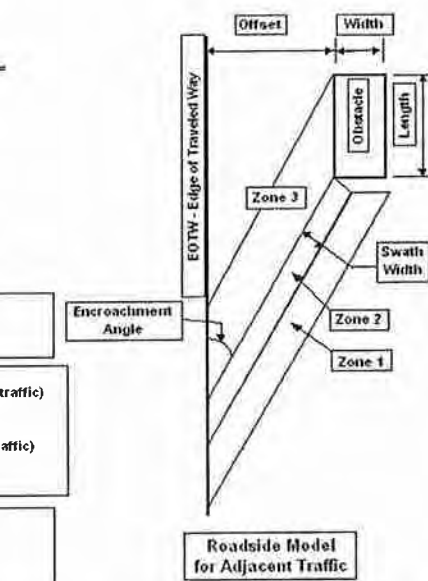 Offset
Width
EOTW - Edge of Traveled Way
Obstacle
Length
Zone 3
Swath
Width
Encroachment
Angle
Zone 2
Zone 1
traffic)
affic)
Roadside Model
for Adjacent Traffic